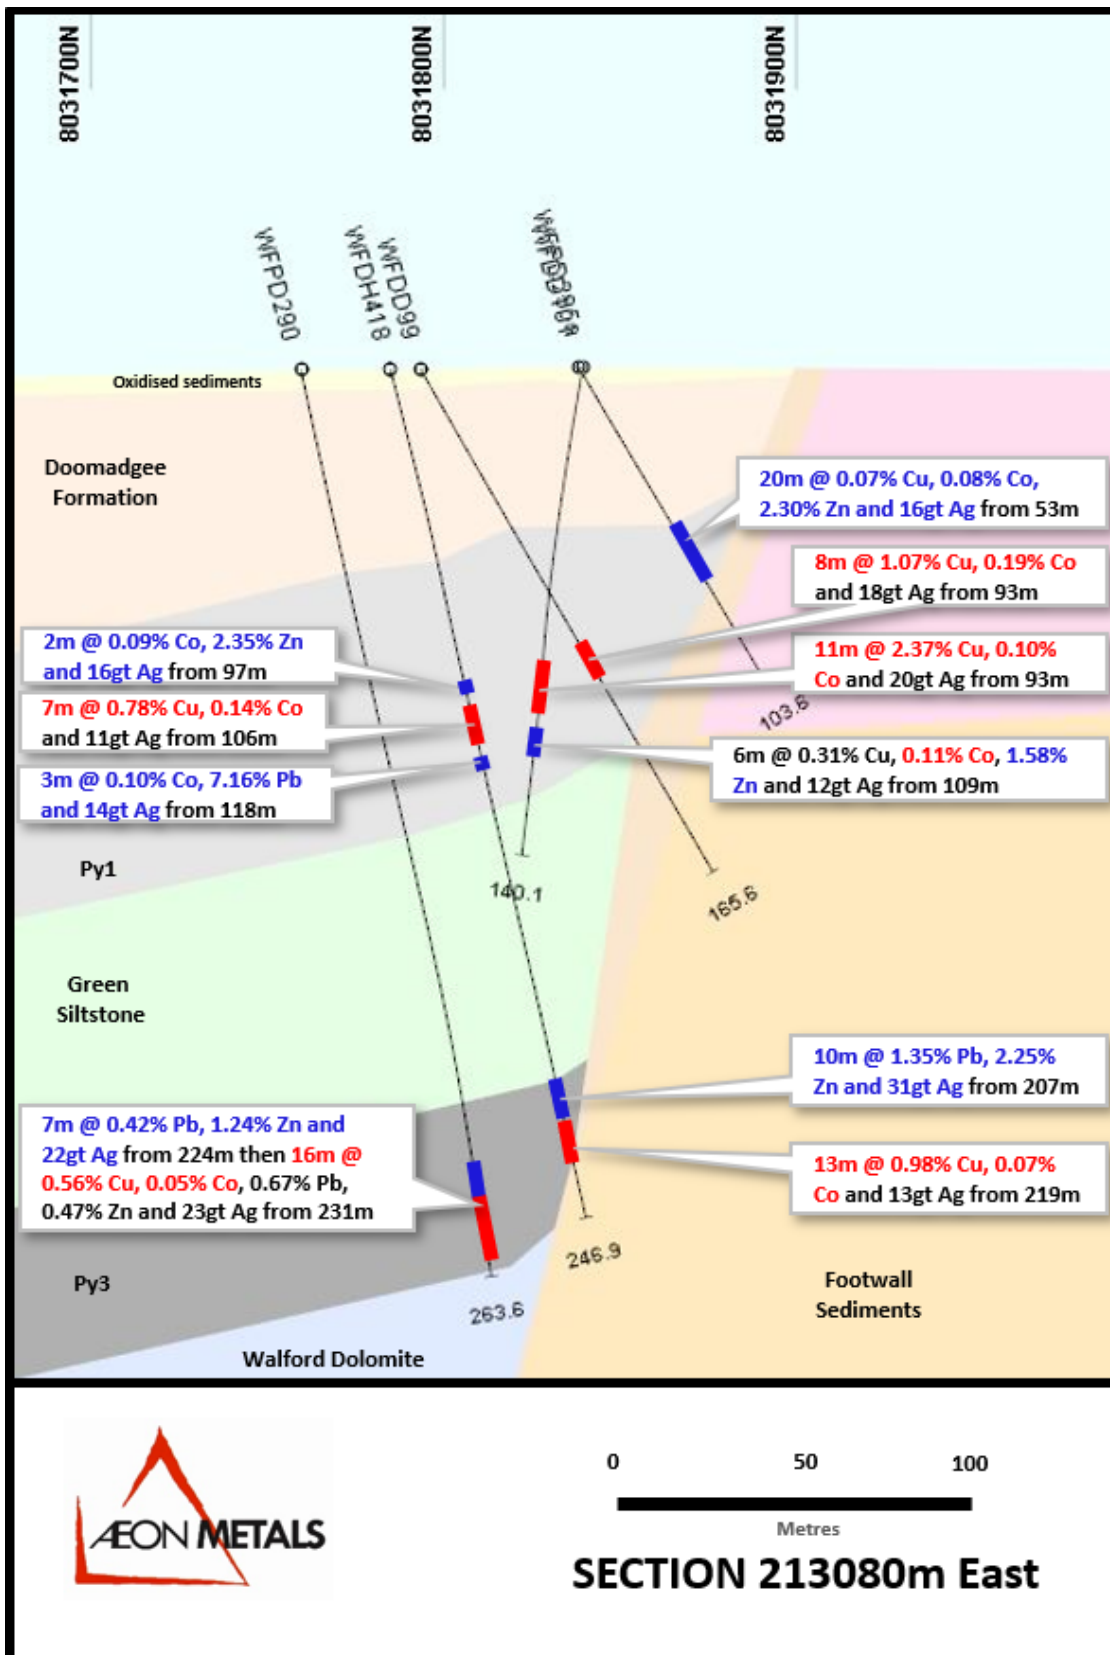 8031700N
8031800N
8031900N
WFPD290
WFDH418
WFDD99
Oxidised sediments
Doomadgee
Formation
20m @ 0.07% Cu, 0.08% Co,
2.30% Zn and 16gt Ag from 53m
8m @ 1.07% Cu, 0.19% Co
and 18gt Ag from 93m
2m @ 0.09% Co, 2.35% Zn
and 16gt Ag from 97m
11m @ 2.37% Cu, 0.10%
Co and 20gt Ag from 93m
7m @ 0.78% Cu, 0.14% Co
and 11gt Ag from 106m
103.6
6m @ 0.31% Cu, 0.11% Co, 1.58%
Zn and 12gt Ag from 109m
3m @ 0.10% Co, 7.16% Pb
and 14gt Ag from 118m
Py1
140.1
165.6
Green
Siltstone
10m @ 1.35% Pb, 2.25%
Zn and 31gt Ag from 207m
7m @ 0.42% Pb, 1.24% Zn and
22gt Ag from 224m then 16m @
0.56% Cu, 0.05% Co, 0.67% Pb,
0.47% Zn and 23gt Ag from 231m
13m @ 0.98% Cu, 0.07%
Co and 13gt Ag from 219m
246.9
Py3
263.6
Footwall
Sediments
Walford Dolomite
ÆON METALS
0 50 100
Metres
SECTION 213080m East